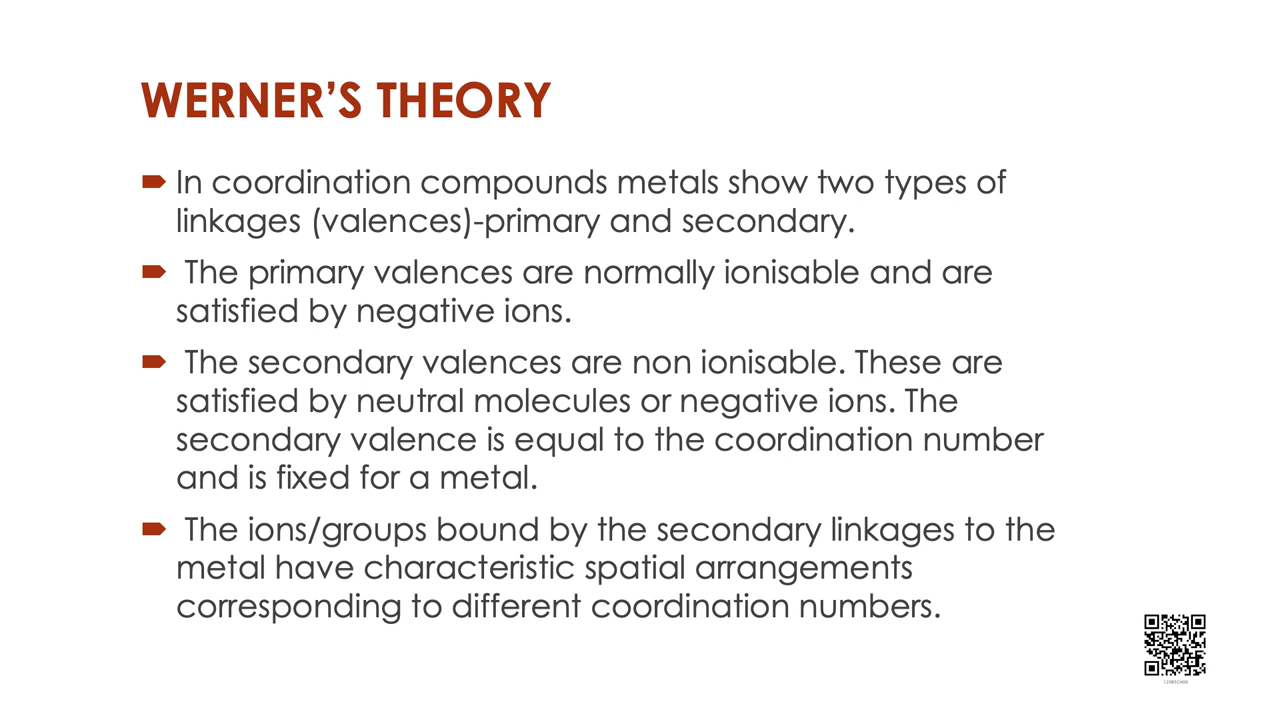 WERNER’S THEORY
In coordination compounds metals show two types of
linkages (valences)-primary and secondary.
The primary valences are normally ionisable and are
satisfied by negative ions.
The secondary valences are non ionisable. These are
satisfied by neutral molecules or negative ions. The
secondary valence is equal to the coordination number
and is fixed for a metal.
The ions/groups bound by the secondary linkages to the
metal have characteristic spatial arrangements
corresponding to different coordination numbers.